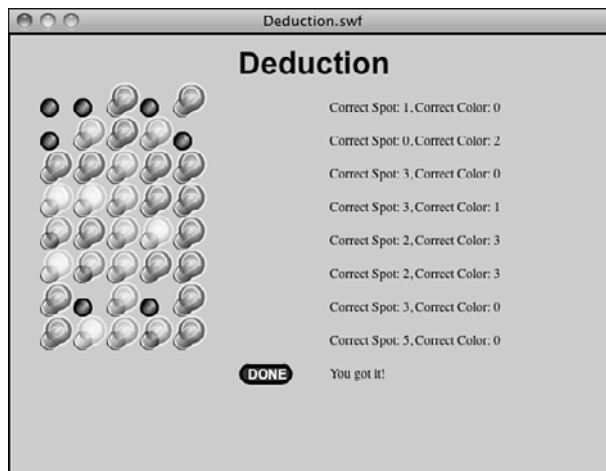 Deduction.swf
Deduction
Correct Spot: 1, Correct Color: 0
Correct Spot: 0, Correct Color: 2
Correct Spot: 3, Correct Color: 0
Correct Spot: 3, Correct Color: 1
Correct Spot: 2, Correct Color: 3
Correct Spot: 2, Correct Color: 3
Correct Spot: 3, Correct Color: 0
Correct Spot: 5, Correct Color: 0
DONE You got it!